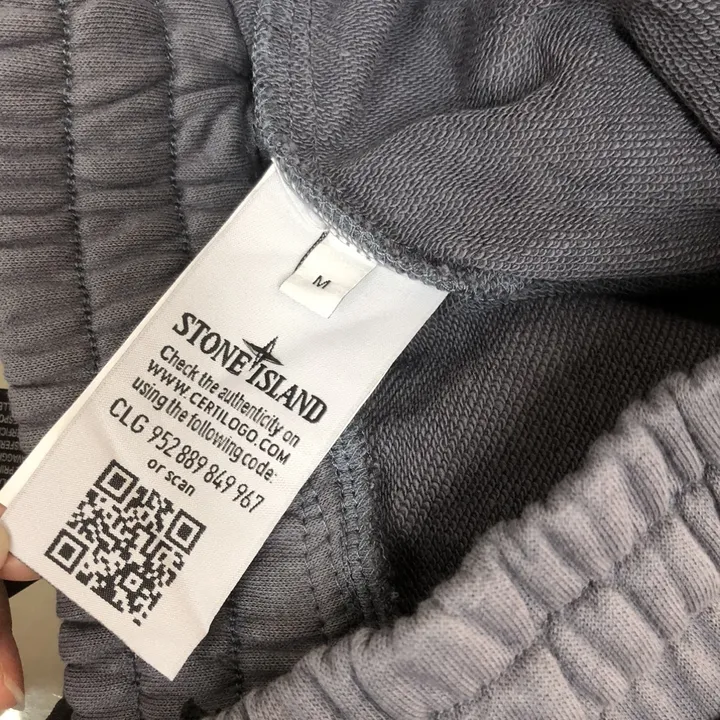 M
STONE ISLAND
Check the authenticity on
WWW.CERTILOGO.COM
using the following code:
CLG 952 889 849 967
or scan